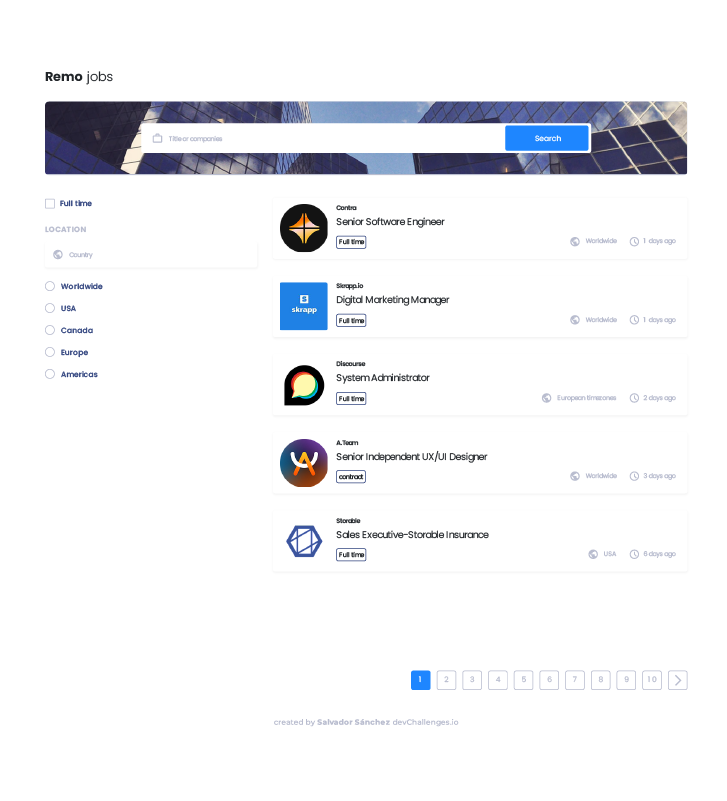 Remo jobs
Title or companies
Search
Full time
LOCATION
Country
Worldwide
USA
Canada
Europe
Americas
Contra
Senior Software Engineer
Full time
Worldwide
1 days ago
skrapp
Skrapp.io
Digital Marketing Manager
Full time
Worldwide
1 days ago
Discourse
System Administrator
Full time
European timezones
2 days ago
A.Team
Senior Independent UX/UI Designer
contract
Worldwide
3 days ago
Storable
Sales Executive-Storable Insurance
Full time
USA
6 days ago
1 2 3 4 5 6 7 8 9 10
created by Salvador Sánchez devChallenges.io